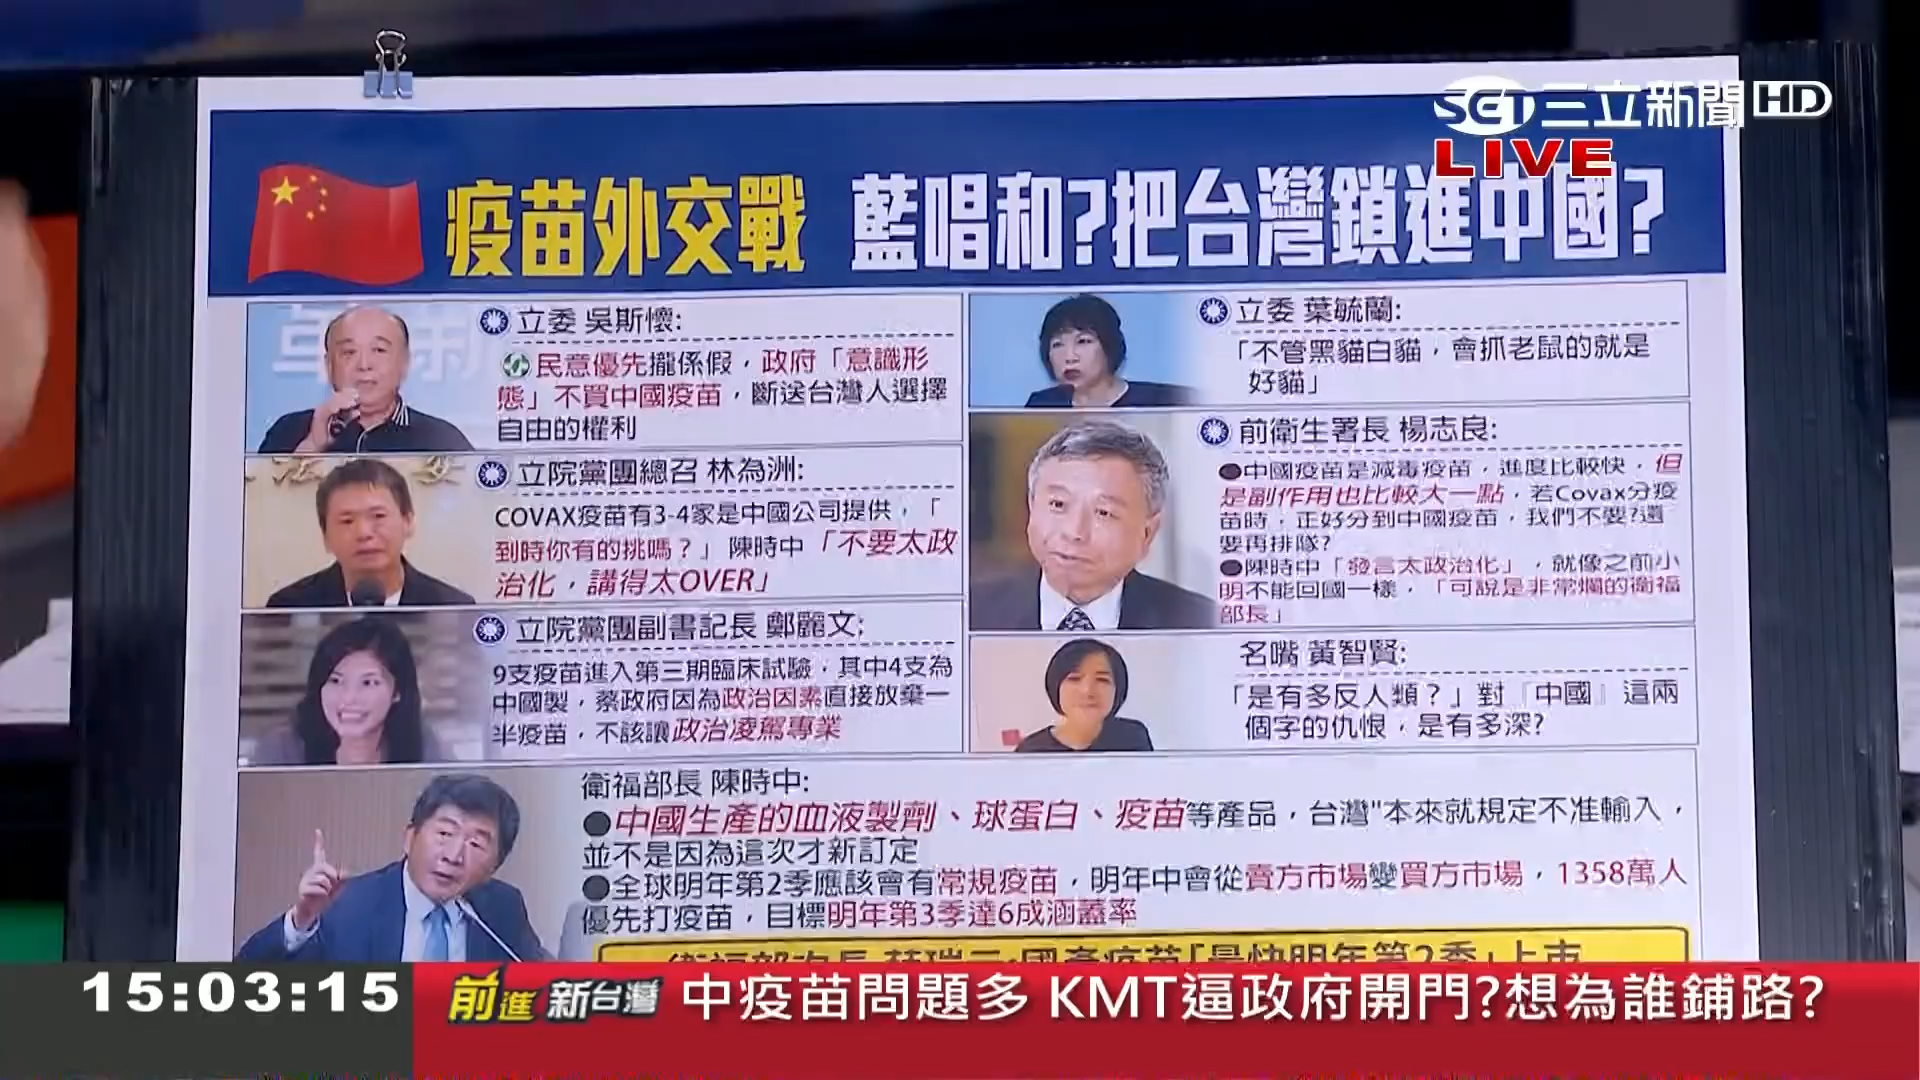 SET三立新聞HD
LIVE
疫苗外交戰 藍唱和?把台灣鎖進中國?
立委 吳斯懷:
民意優先攏係假，政府「意識形
態」不買中國疫苗，斷送台灣人選擇
自由的權利
立院黨團總召 林為洲:
COVAX疫苗有3-4家是中國公司提供，「
到時你有的挑嗎？」陳時中「不要太政
治化，講得太OVER」
立院黨團副書記長 鄭麗文:
9支疫苗進入第三期臨床試驗，其中4支為
中國製，蔡政府因為政治因素直接放棄一
半疫苗，不該讓政治凌駕專業
立委 葉毓蘭:
「不管黑貓白貓，會抓老鼠的就是
好貓」
前衛生署長 楊志良:
●中國疫苗是減毒疫苗，進度比較快，但
是副作用也比較大一點，若Covax分疫
苗時，正好分到中國疫苗，我們不要?還
要再排隊?
●陳時中「發言太政治化」，就像之前小
明不能回國一樣，「可說是非常爛的衛福
部長」
名嘴 黃智賢:
「是有多反人類？」對『中國』這兩
個字的仇恨，是有多深?
衛福部長 陳時中:
●中國生產的血液製劑、球蛋白、疫苗等產品，台灣"本來就規定不准輸入，
並不是因為這次才新訂定
●全球明年第2季應該會有常規疫苗，明年中會從賣方市場變買方市場，1358萬人
優先打疫苗，目標明年第3季達6成涵蓋率
15:03:15
前進新台灣
中疫苗問題多 KMT逼政府開門?想為誰鋪路?